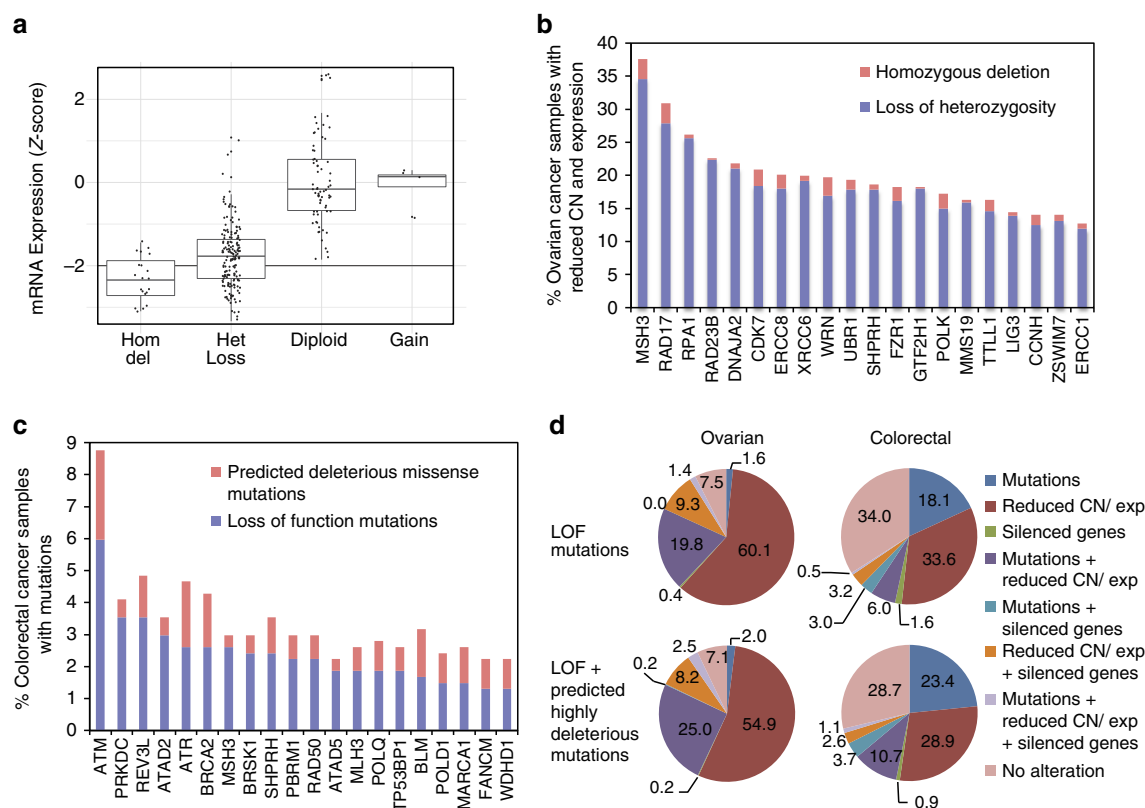 a
mRNA Expression (Z-score)
2
0
−2
Hom del
Het Loss
Diploid
Gain
b
% Ovarian cancer samples with
reduced CN and expression
40
35
30
25
20
15
10
5
0
Homozygous deletion
Loss of heterozygosity
MSH3
RAD17
RPA1
RAD23B
DNAJA2
CDK7
ERCC8
XRCC6
WRN
UBR1
SHPRH
FZR1
GTF2H1
POLK
MMS19
TTLL1
LIG3
CCNH
ZSWIM7
ERCC1
c
% Colorectal cancer samples
with mutations
9
8
7
6
5
4
3
2
1
0
Predicted deleterious missense
mutations
Loss of function mutations
ATM
PRKDC
REV3L
ATAD2
ATR
BRCA2
MSH3
BRSK1
SHPRH
PBRM1
RAD50
ATAD5
MLH3
POLQ
TP53BP1
BLM
POLD1
MARCA1
FANCM
WDHD1
d
Ovarian
Colorectal
LOF
mutations
1.6
60.1
0.4
19.8
0.0
9.3
1.4
7.5
18.1
33.6
1.6
6.0
3.0
3.2
0.5
34.0
LOF +
predicted
highly
deleterious
mutations
2.0
54.9
0.2
25.0
0.2
8.2
2.5
7.1
23.4
28.9
0.9
10.7
3.7
2.6
1.1
28.7
Mutations
Reduced CN/ exp
Silenced genes
Mutations +
reduced CN/ exp
Mutations +
silenced genes
Reduced CN/ exp
+ silenced genes
Mutations +
reduced CN/ exp
+ silenced genes
No alteration